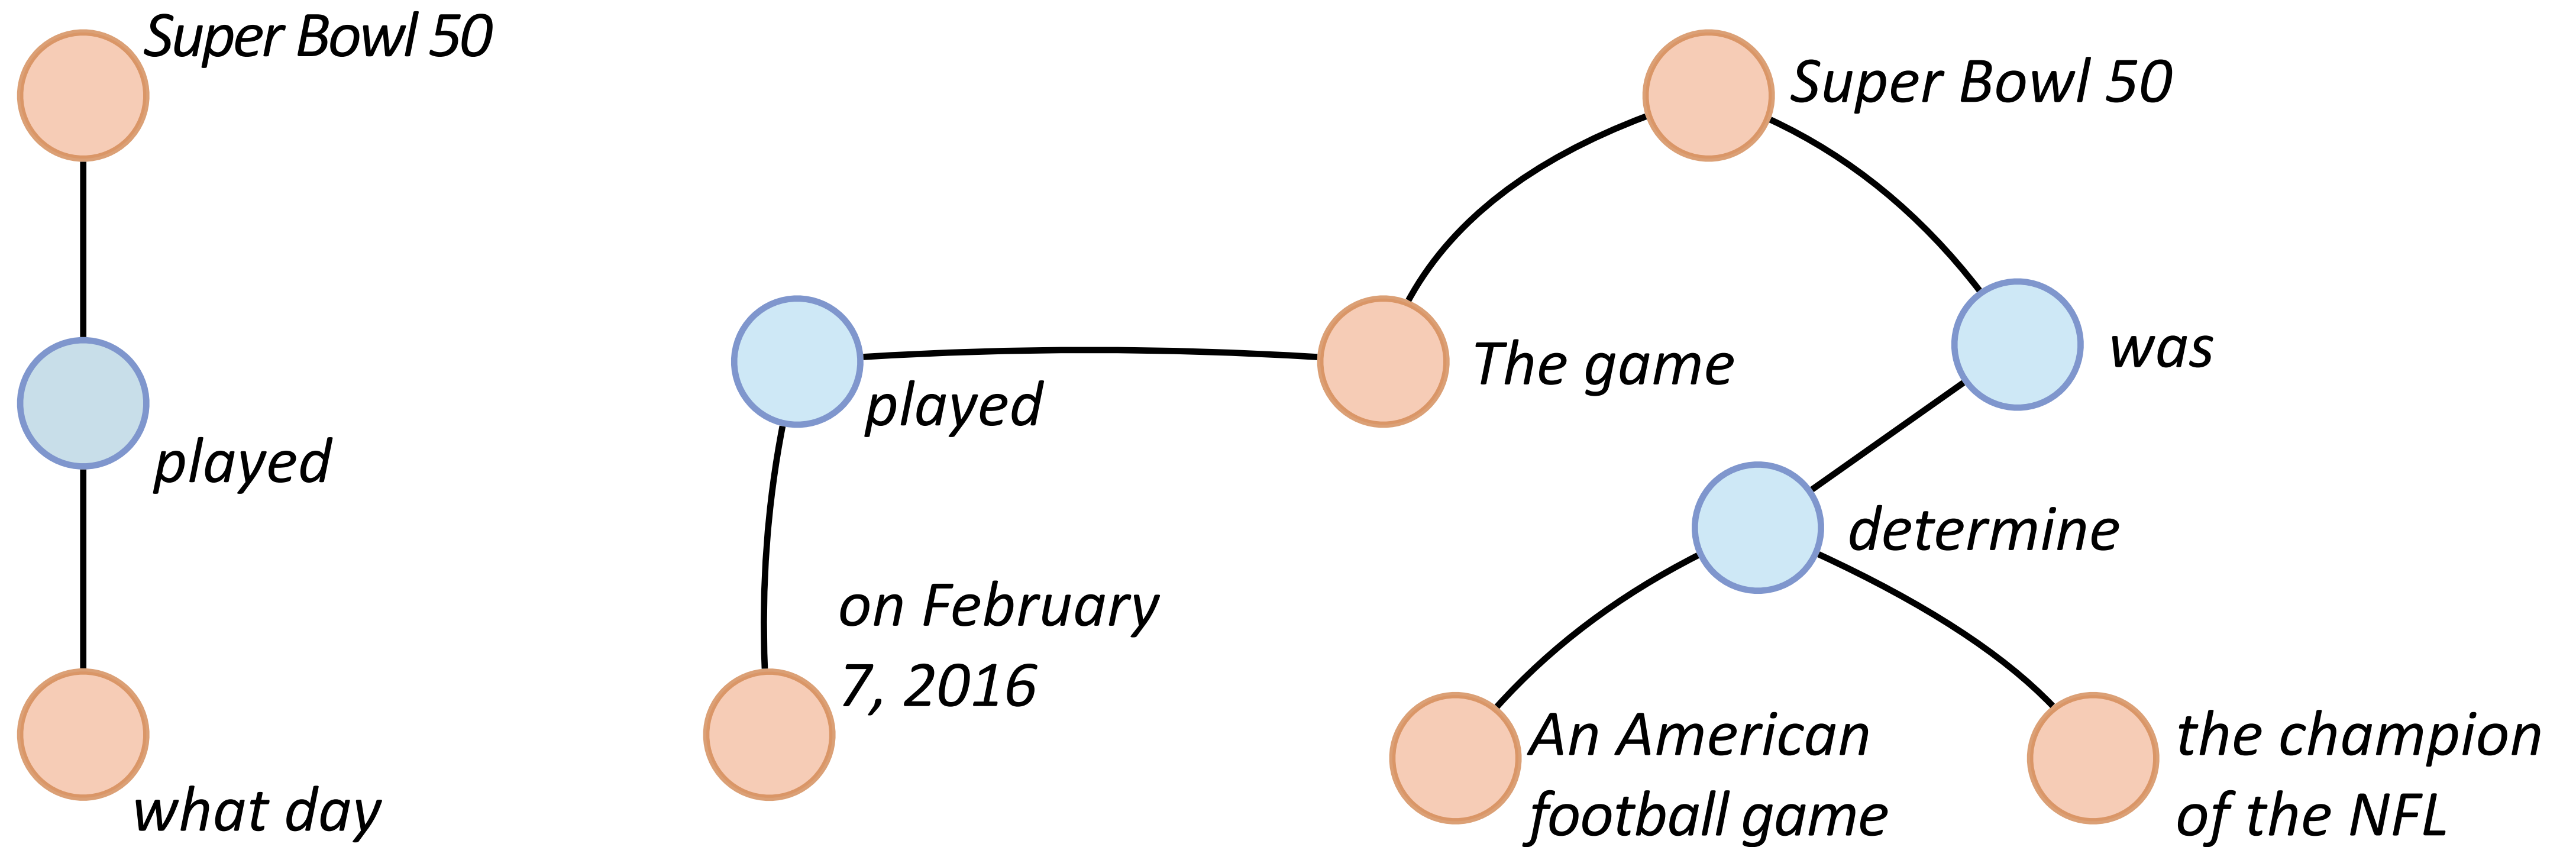 Super Bowl 50
played
what day
played
on February
7, 2016
Super Bowl 50
The game
was
determine
An American
football game
the champion
of the NFL